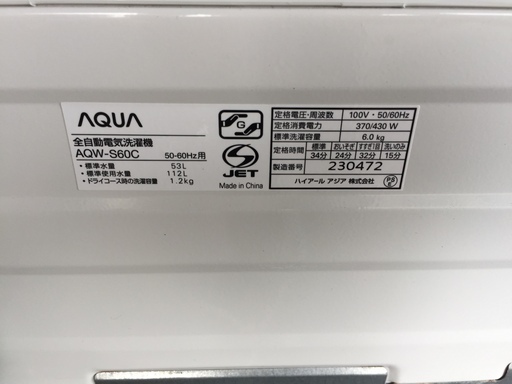 AQUA
全自動電気洗濯機
AQW-S60C 50-60Hz用
・標準水量 53L
・標準使用水量 112L
・ドライコース時の洗濯容量 1.2kg
G
S
JET
Made in China
定格電圧・周波数 100V・50/60Hz
定格消費電力 370/430 W
標準洗濯容量 6.0 kg
定格時間 標準 おいそぎ すすぎ1回 洗いのみ
34分 24分 32分 15分
製造番号 230472
ハイアール アジア 株式会社
PSE